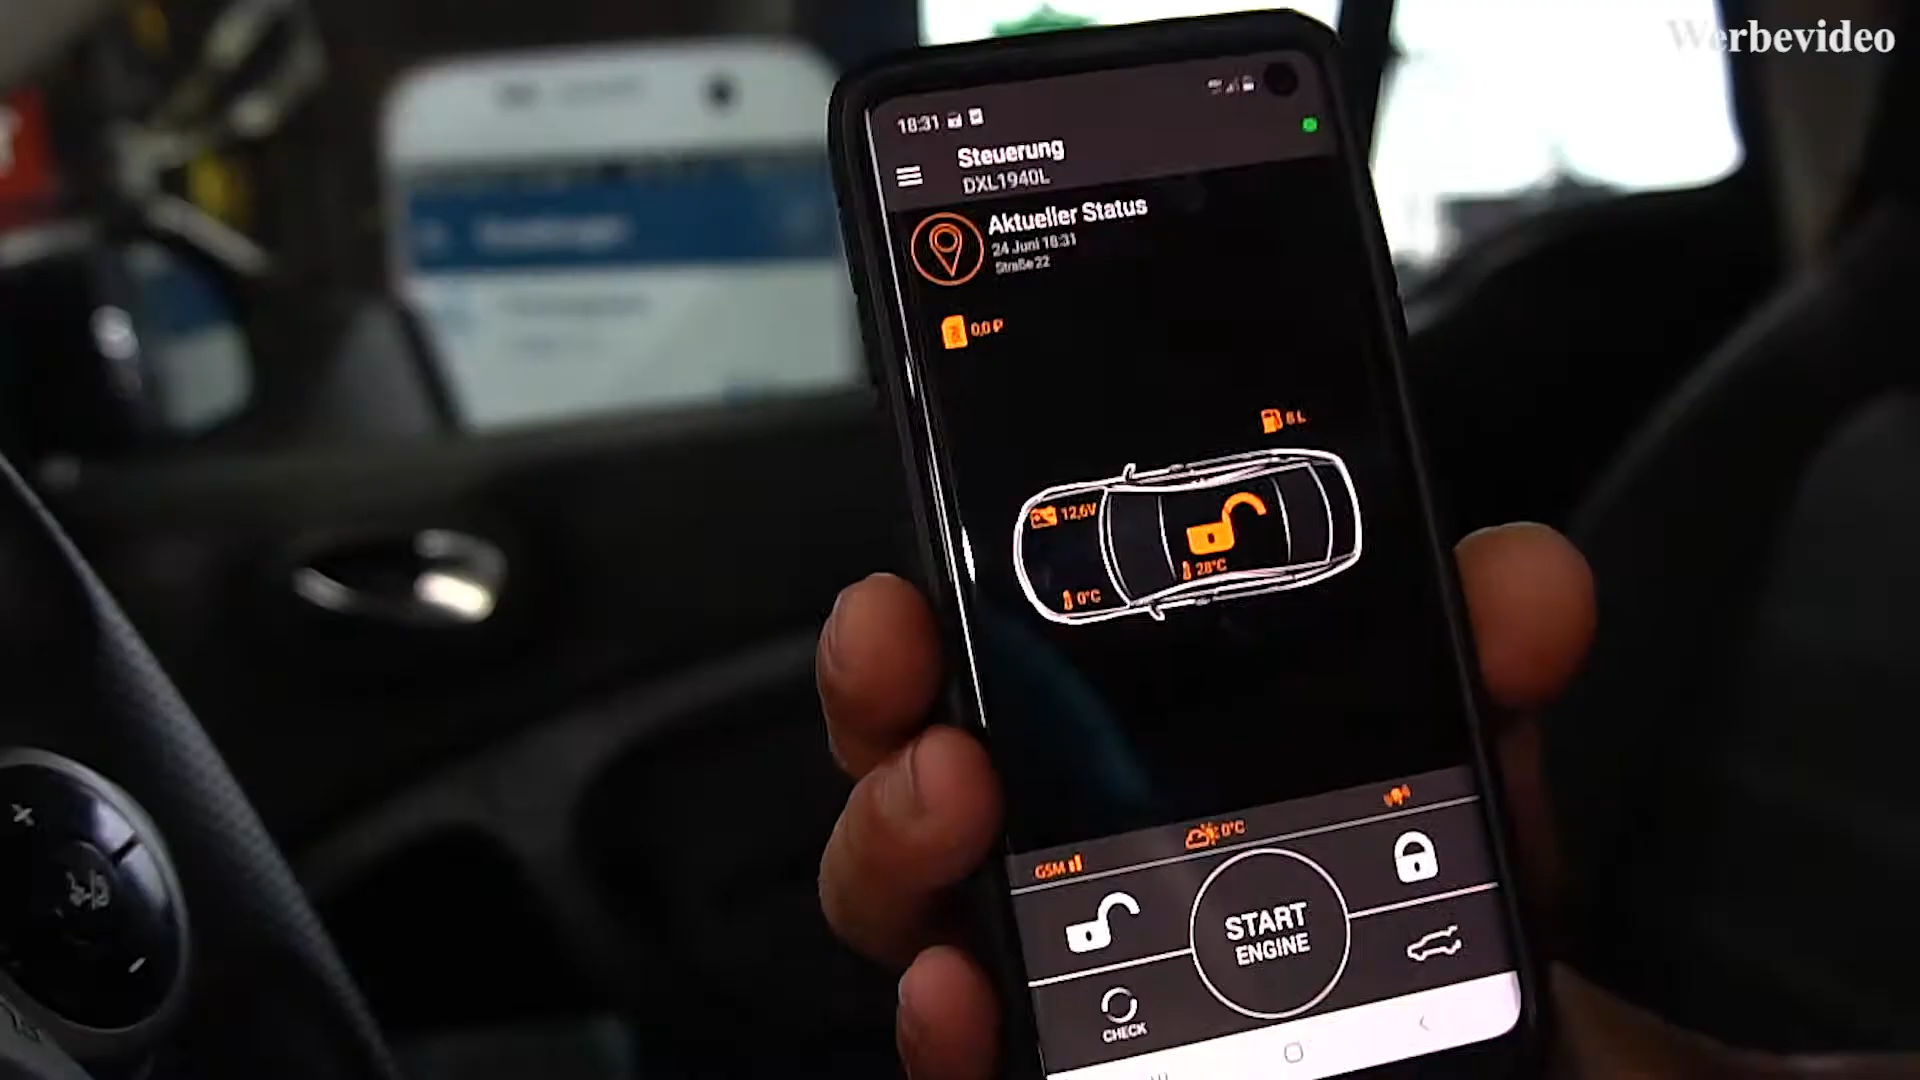 Werbevideo
18:31
Steuerung
DXL1940L
Aktueller Status
24 Juni 18:31
Straße 22
0,0 ₽
6 L
12,6V
28°C
0°C
0°C
GSM
START
ENGINE
CHECK